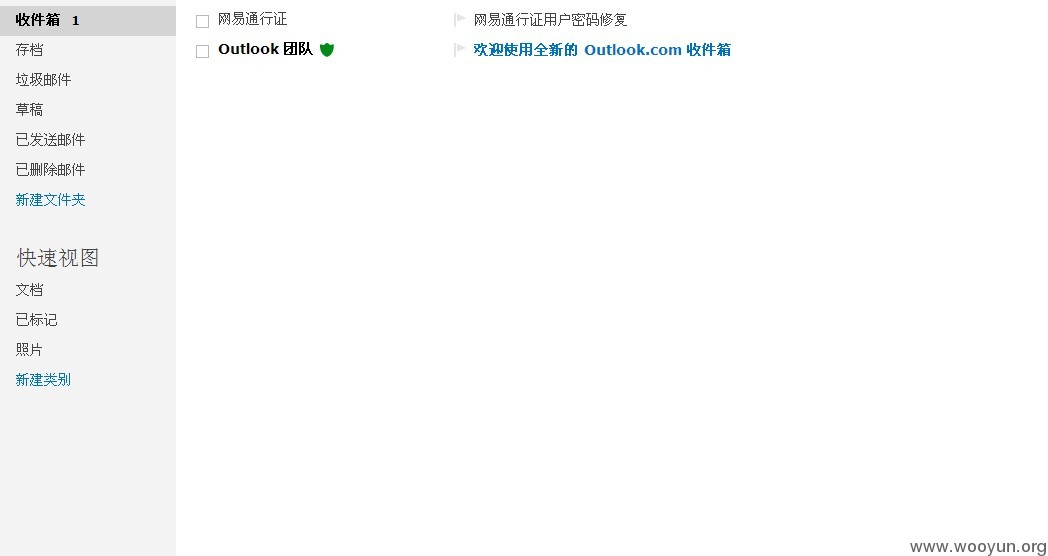 收件箱 1
存档
垃圾邮件
草稿
已发送邮件
已删除邮件
新建文件夹
快速视图
文档
已标记
照片
新建类别
网易通行证 网易通行证用户密码修复
Outlook 团队 欢迎使用全新的 Outlook.com 收件箱
www.wooyun.org